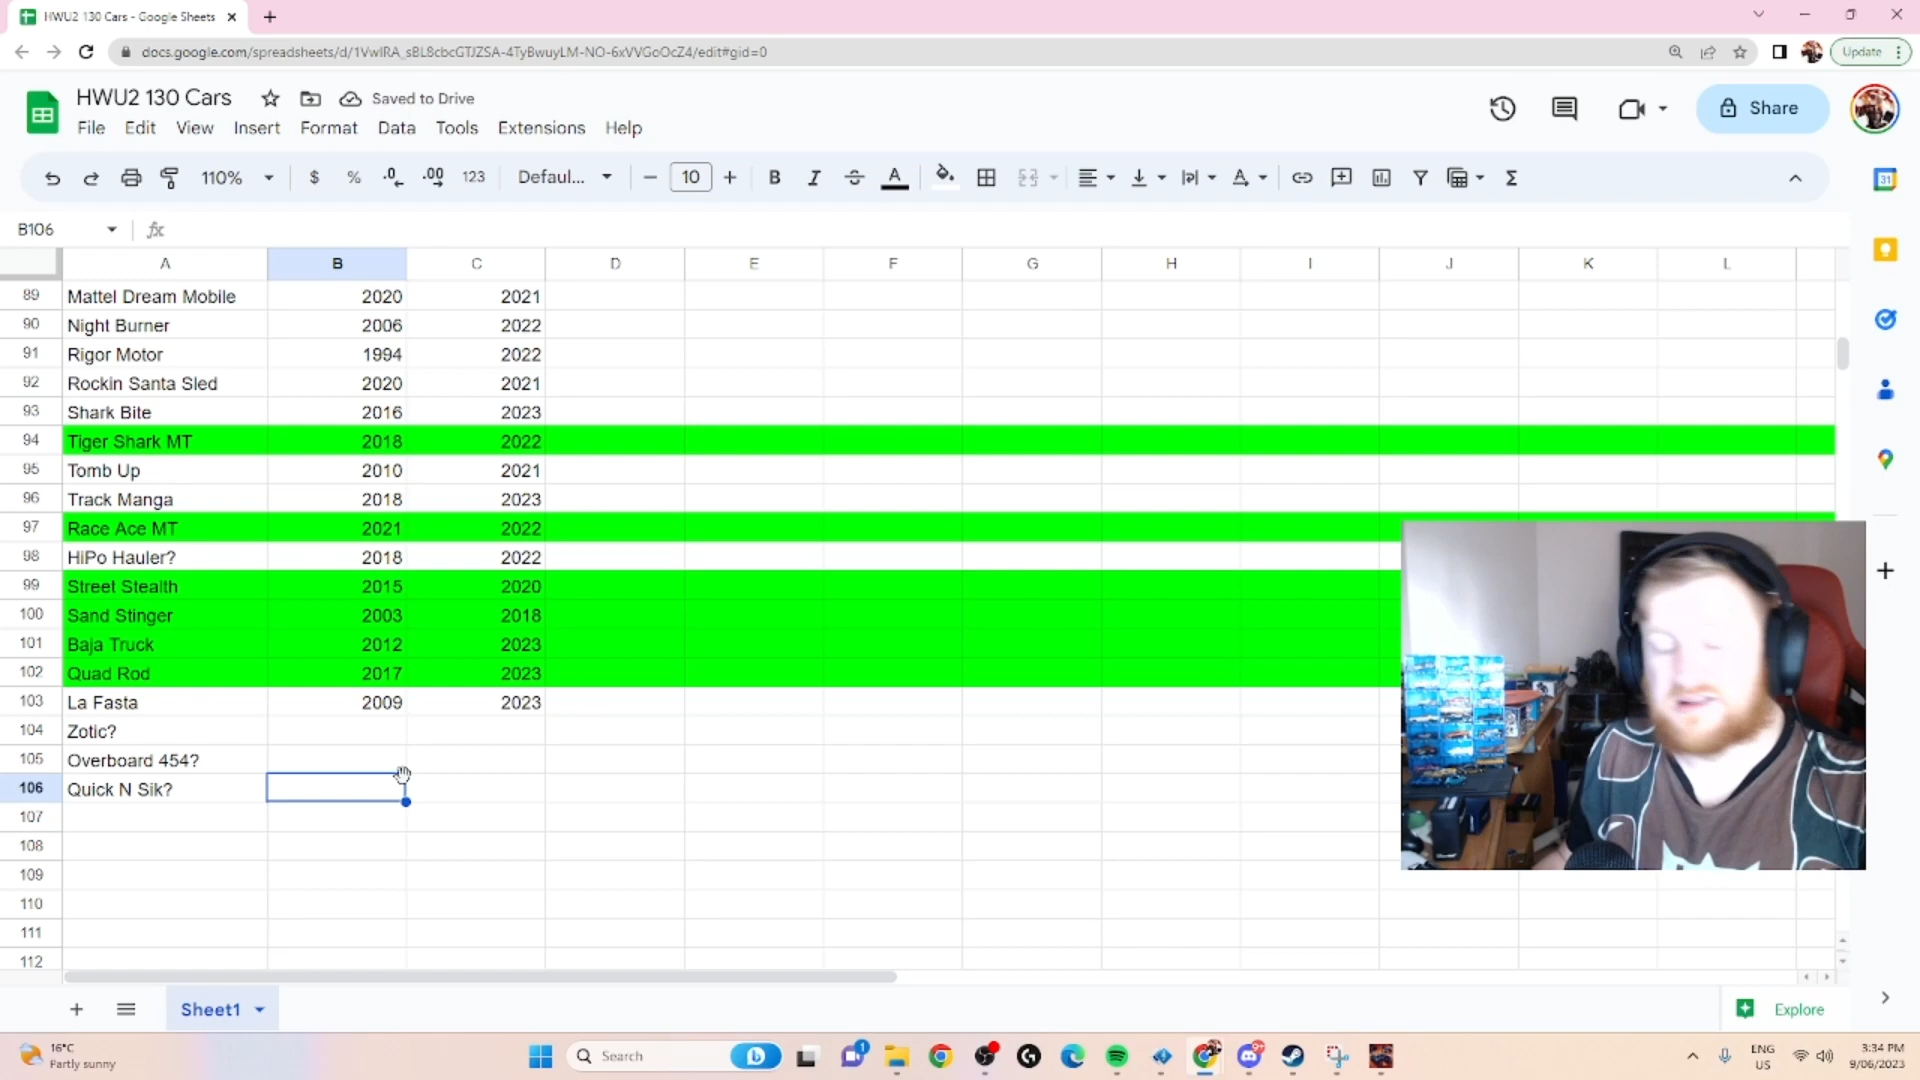 HWU2 130 Cars - Google Sheets
docs.google.com/spreadsheets/d/1VwIRA_sBL8cbcGTJZSA-4TyBwuyLM-NO-6xVVGoOcZ4/edit#gid=0
Update
HWU2 130 Cars
Saved to Drive
File Edit View Insert Format Data Tools Extensions Help
Share
110% $ % .0 .00 123 Defaul... 10 B I A
31
B106 fx
A B C D E F G H I J K L
89 Mattel Dream Mobile 2020 2021
90 Night Burner 2006 2022
91 Rigor Motor 1994 2022
92 Rockin Santa Sled 2020 2021
93 Shark Bite 2016 2023
94 Tiger Shark MT 2018 2022
95 Tomb Up 2010 2021
96 Track Manga 2018 2023
97 Race Ace MT 2021 2022
98 HiPo Hauler? 2018 2022
99 Street Stealth 2015 2020
100 Sand Stinger 2003 2018
101 Baja Truck 2012 2023
102 Quad Rod 2017 2023
103 La Fasta 2009 2023
104 Zotic?
105 Overboard 454?
106 Quick N Sik?
107
108
109
110
111
112
Sheet1
Explore
16°C
Partly sunny
Search
1
ENG
US
3:34 PM
9/06/2023